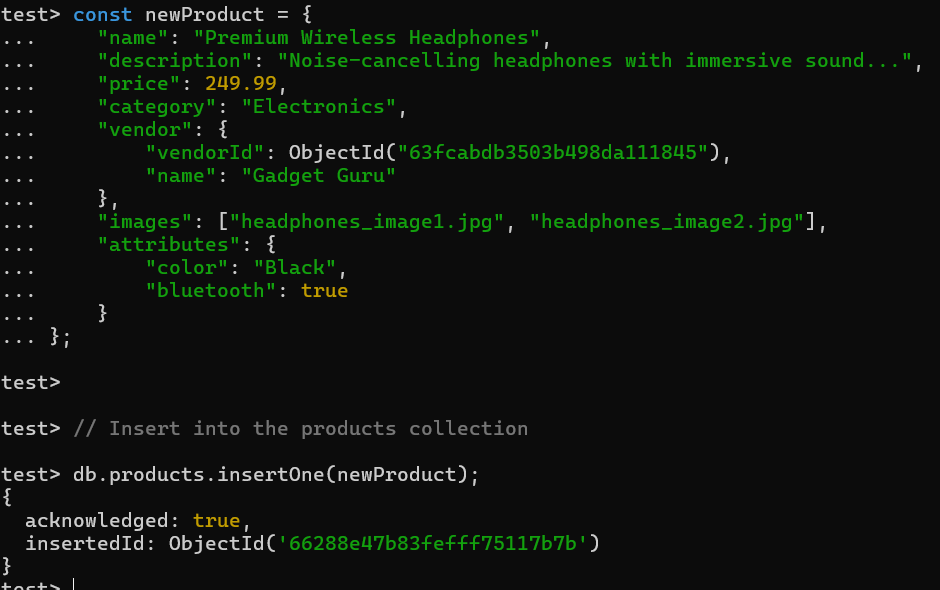 test> const newProduct = {
...     "name": "Premium Wireless Headphones",
...     "description": "Noise-cancelling headphones with immersive sound...",
...     "price": 249.99,
...     "category": "Electronics",
...     "vendor": {
...         "vendorId": ObjectId("63fcabdb3503b498da111845"),
...         "name": "Gadget Guru"
...     },
...     "images": ["headphones_image1.jpg", "headphones_image2.jpg"],
...     "attributes": {
...         "color": "Black",
...         "bluetooth": true
...     }
... };
test>
test> // Insert into the products collection
test> db.products.insertOne(newProduct);
{
  acknowledged: true,
  insertedId: ObjectId('66288e47b83fefff75117b7b')
}
test>